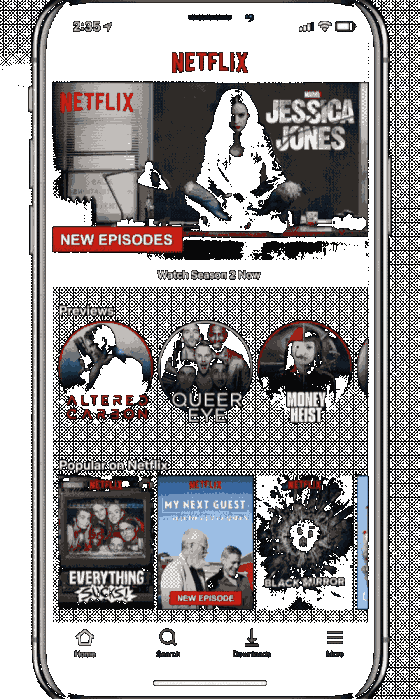 2:35
NETFLIX
NETFLIX
MARVEL
JESSICA
JONES
NEW EPISODES
Watch Season 2 Now
Previews
ALTERED
CARBON
QUEER
EYE
MONEY
HEIST
Popular on Netflix
NETFLIX
EVERYTHING
SUCKS!
NETFLIX
MY NEXT GUEST
NEW EPISODE
NETFLIX
BLACK MIRROR
Home
Search
Downloads
More